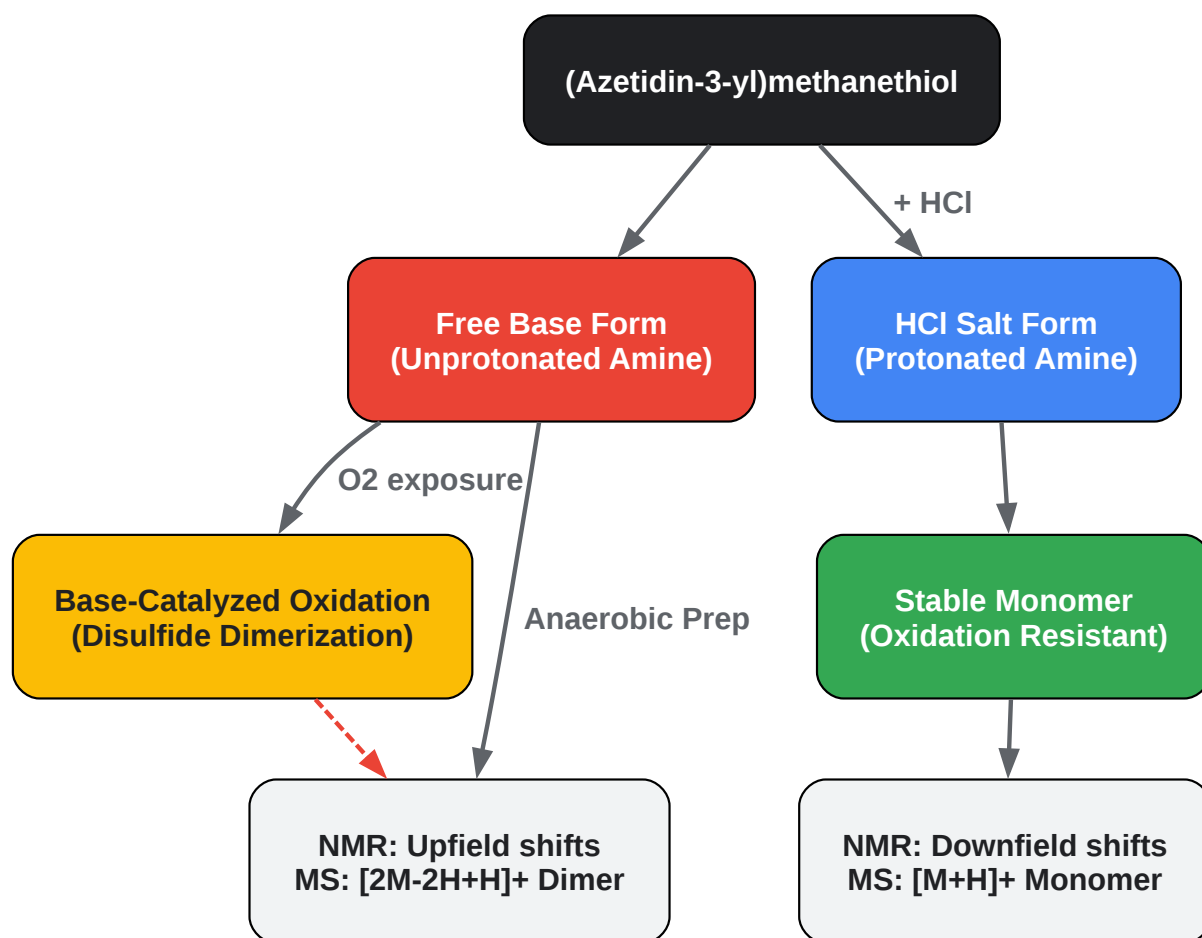 (Azetidin-3-yl)methanethiol
+ HCl
Free Base Form
(Unprotonated Amine)
HCl Salt Form
(Protonated Amine)
O2 exposure
Base-Catalyzed Oxidation
(Disulfide Dimerization)
Anaerobic Prep
Stable Monomer
(Oxidation Resistant)
NMR: Upfield shifts
MS: [2M-2H+H]+ Dimer
NMR: Downfield shifts
MS: [M+H]+ Monomer